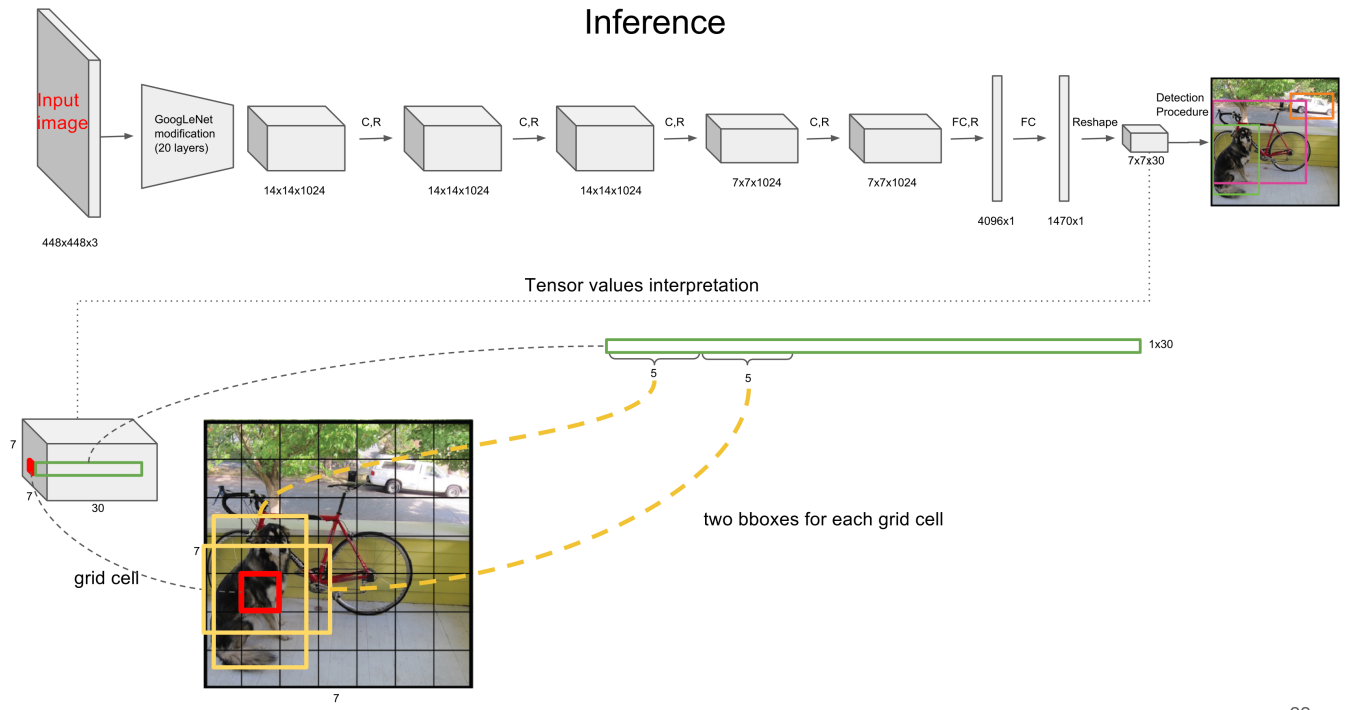 Inference
Input
image
448x448x3
GoogLeNet
modification
(20 layers)
14x14x1024
C,R
14x14x1024
C,R
14x14x1024
C,R
7x7x1024
C,R
7x7x1024
FC,R
4096x1
FC
1470x1
Reshape
7x7x30
Detection
Procedure
Tensor values interpretation
1x30
5
5
7
7
30
grid cell
7
7
two bboxes for each grid cell